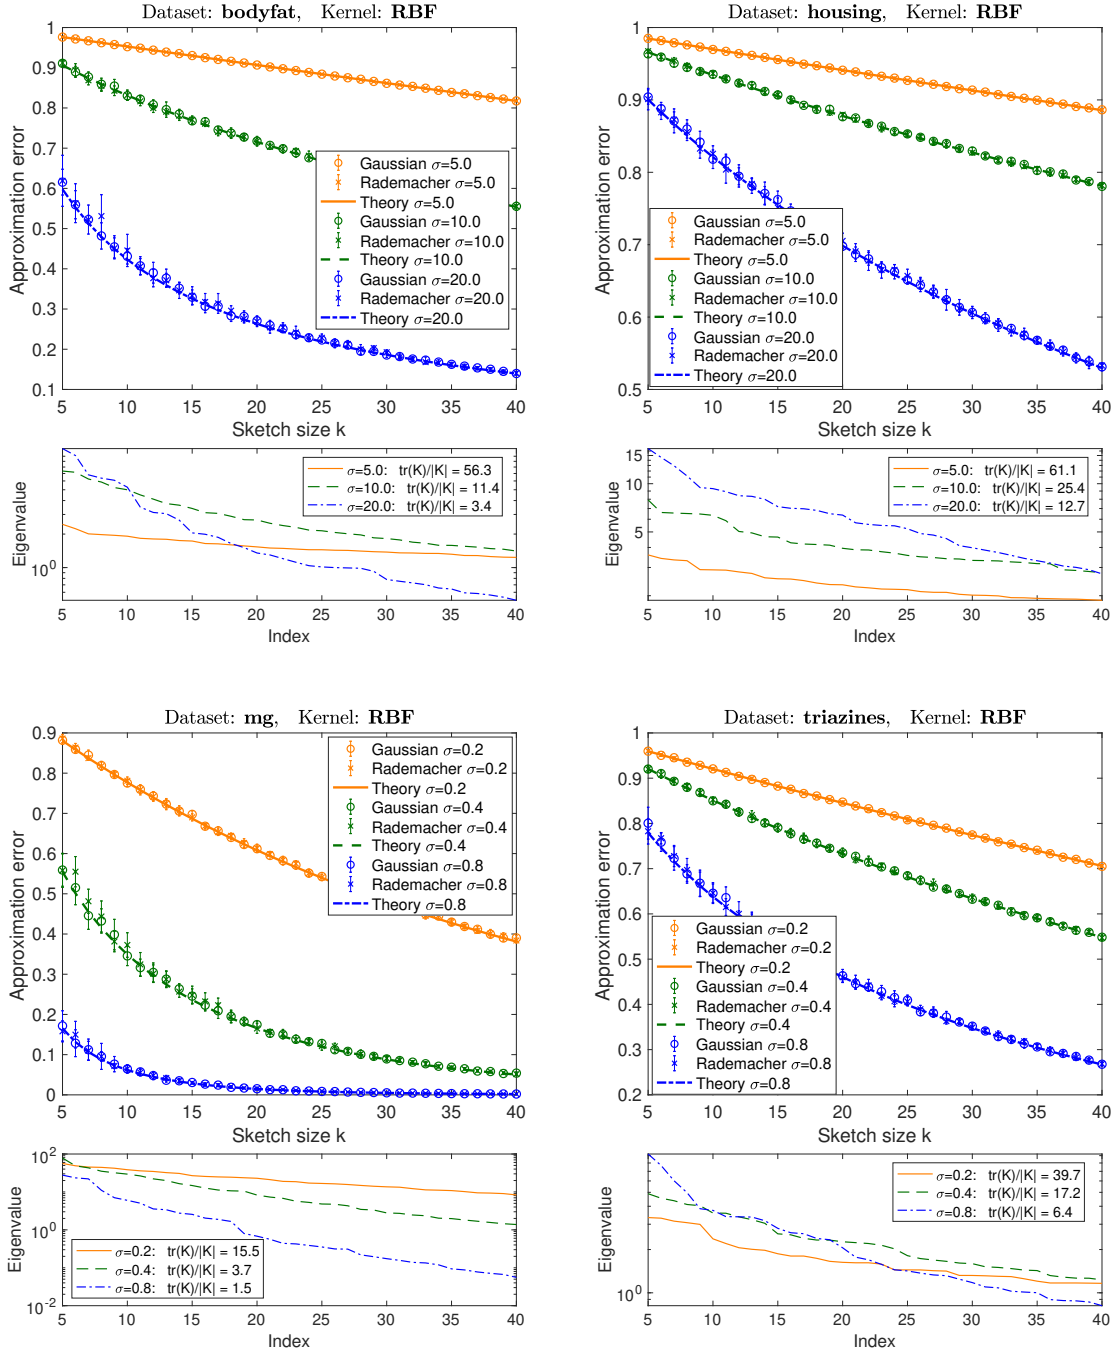 Dataset: bodyfat, Kernel: RBF
1
0.9
0.8
0.7
0.6
0.5
0.4
0.3
0.2
0.1
Approximation error
Gaussian σ=5.0
Rademacher σ=5.0
Theory σ=5.0
Gaussian σ=10.0
Rademacher σ=10.0
Theory σ=10.0
Gaussian σ=20.0
Rademacher σ=20.0
Theory σ=20.0
5 10 15 20 25 30 35 40
Sketch size k
Eigenvalue
10^0
σ=5.0: tr(K)/|K| = 56.3
σ=10.0: tr(K)/|K| = 11.4
σ=20.0: tr(K)/|K| = 3.4
5 10 15 20 25 30 35 40
Index
Dataset: housing, Kernel: RBF
1
0.9
0.8
0.7
0.6
0.5
Approximation error
Gaussian σ=5.0
Rademacher σ=5.0
Theory σ=5.0
Gaussian σ=10.0
Rademacher σ=10.0
Theory σ=10.0
Gaussian σ=20.0
Rademacher σ=20.0
Theory σ=20.0
5 10 15 20 25 30 35 40
Sketch size k
Eigenvalue
15
10
5
σ=5.0: tr(K)/|K| = 61.1
σ=10.0: tr(K)/|K| = 25.4
σ=20.0: tr(K)/|K| = 12.7
5 10 15 20 25 30 35 40
Index
Dataset: mg, Kernel: RBF
0.9
0.8
0.7
0.6
0.5
0.4
0.3
0.2
0.1
0
Approximation error
Gaussian σ=0.2
Rademacher σ=0.2
Theory σ=0.2
Gaussian σ=0.4
Rademacher σ=0.4
Theory σ=0.4
Gaussian σ=0.8
Rademacher σ=0.8
Theory σ=0.8
5 10 15 20 25 30 35 40
Sketch size k
Eigenvalue
10^2
10^0
10^-2
σ=0.2: tr(K)/|K| = 15.5
σ=0.4: tr(K)/|K| = 3.7
σ=0.8: tr(K)/|K| = 1.5
5 10 15 20 25 30 35 40
Index
Dataset: triazines, Kernel: RBF
1
0.9
0.8
0.7
0.6
0.5
0.4
0.3
0.2
Approximation error
Gaussian σ=0.2
Rademacher σ=0.2
Theory σ=0.2
Gaussian σ=0.4
Rademacher σ=0.4
Theory σ=0.4
Gaussian σ=0.8
Rademacher σ=0.8
Theory σ=0.8
5 10 15 20 25 30 35 40
Sketch size k
Eigenvalue
10^0
σ=0.2: tr(K)/|K| = 39.7
σ=0.4: tr(K)/|K| = 17.2
σ=0.8: tr(K)/|K| = 6.4
5 10 15 20 25 30 35 40
Index